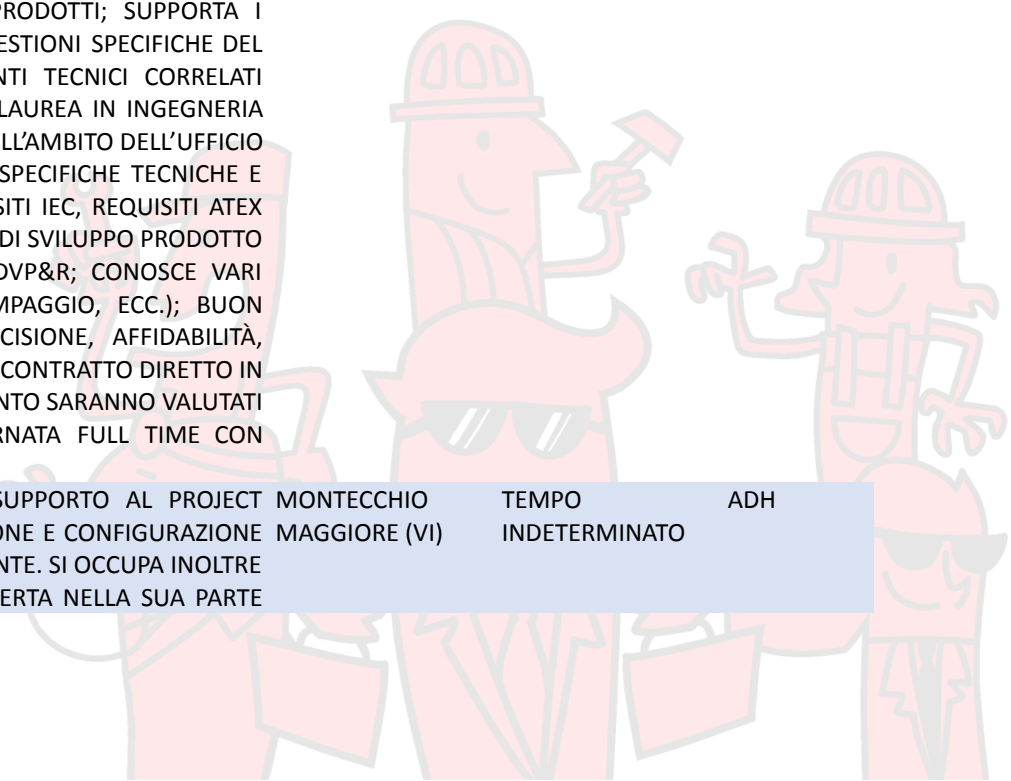 PRODOTTI; SUPPORTA I
ESTIONI SPECIFICHE DEL
NTI TECNICI CORRELATI
LAUREA IN INGEGNERIA
LL'AMBITO DELL'UFFICIO
SPECIFICHE TECNICHE E
SITI IEC, REQUISITI ATEX
DI SVILUPPO PRODOTTO
DVP&R; CONOSCE VARI
MPAGGIO, ECC.); BUON
CISIONE, AFFIDABILITÀ,
CONTRATTO DIRETTO IN
NTO SARANNO VALUTATI
RNATA FULL TIME CON
SUPPORTO AL PROJECT MONTECCHIO TEMPO ADH
ONE E CONFIGURAZIONE MAGGIORE (VI) INDETERMINATO
NTE. SI OCCUPA INOLTRE
ERTA NELLA SUA PARTE